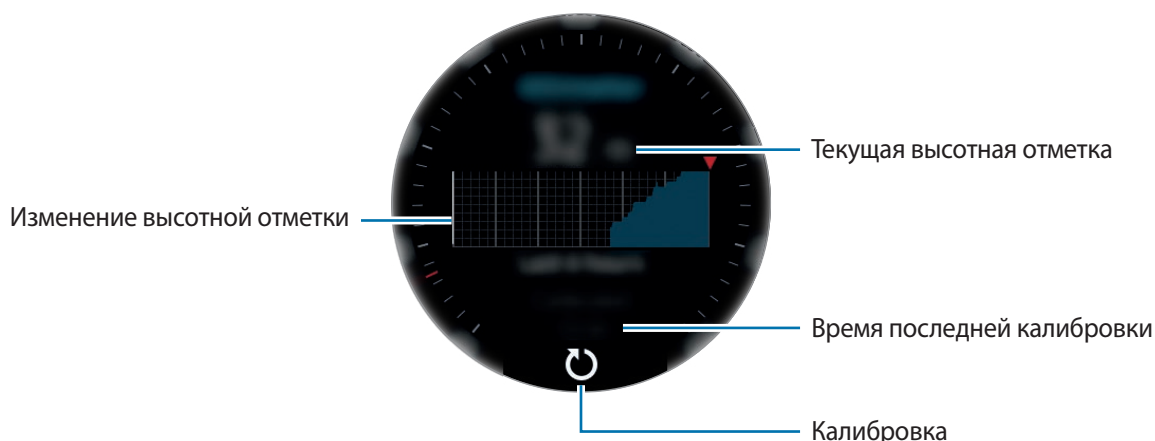 Текущая высотная отметка
Изменение высотной отметки
Время последней калибровки
Калибровка